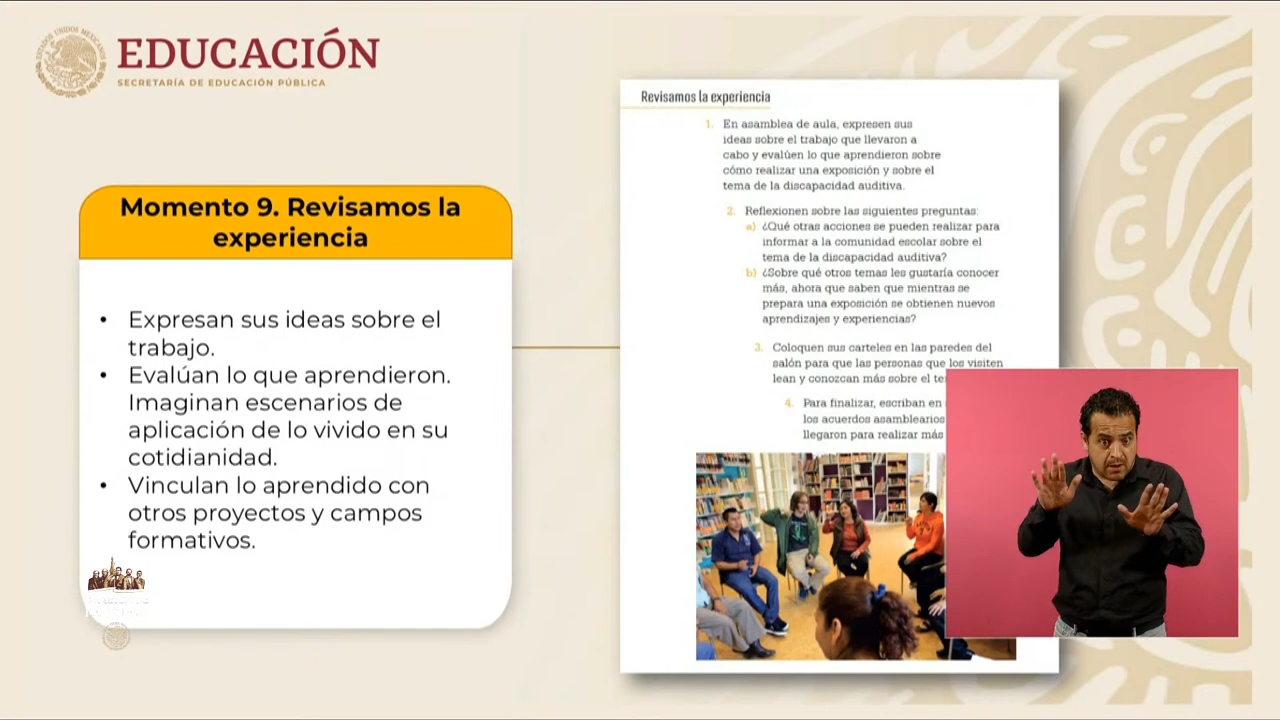 EDUCACIÓN
SECRETARÍA DE EDUCACIÓN PÚBLICA
Momento 9. Revisamos la
experiencia
• Expresan sus ideas sobre el
trabajo.
• Evalúan lo que aprendieron.
Imaginan escenarios de
aplicación de lo vivido en su
cotidianidad.
• Vinculan lo aprendido con
otros proyectos y campos
formativos.
Revisamos la experiencia
1. En asamblea de aula, expresen sus
ideas sobre el trabajo que llevaron a
cabo y evalúen lo que aprendieron sobre
cómo realizar una exposición y sobre el
tema de la discapacidad auditiva.
2. Reflexionen sobre las siguientes preguntas:
a) ¿Qué otras acciones se pueden realizar para
informar a la comunidad escolar sobre el
tema de la discapacidad auditiva?
b) ¿Sobre qué otros temas les gustaría conocer
más, ahora que saben que mientras se
prepara una exposición se obtienen nuevos
aprendizajes y experiencias?
3. Coloquen sus carteles en las paredes del
salón para que las personas que los visiten
lean y conozcan más sobre el
4. Para finalizar, escriban en
los acuerdos asamblearios
llegaron para realizar más